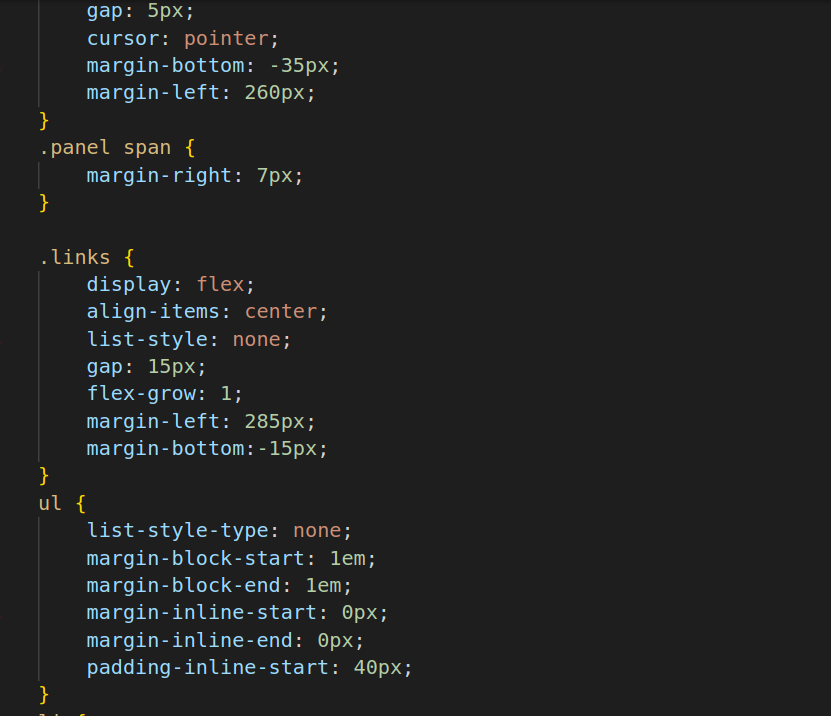 gap: 5px;
cursor: pointer;
margin-bottom: -35px;
margin-left: 260px;
}
.panel span {
margin-right: 7px;
}
.links {
display: flex;
align-items: center;
list-style: none;
gap: 15px;
flex-grow: 1;
margin-left: 285px;
margin-bottom:-15px;
}
ul {
list-style-type: none;
margin-block-start: 1em;
margin-block-end: 1em;
margin-inline-start: 0px;
margin-inline-end: 0px;
padding-inline-start: 40px;
}